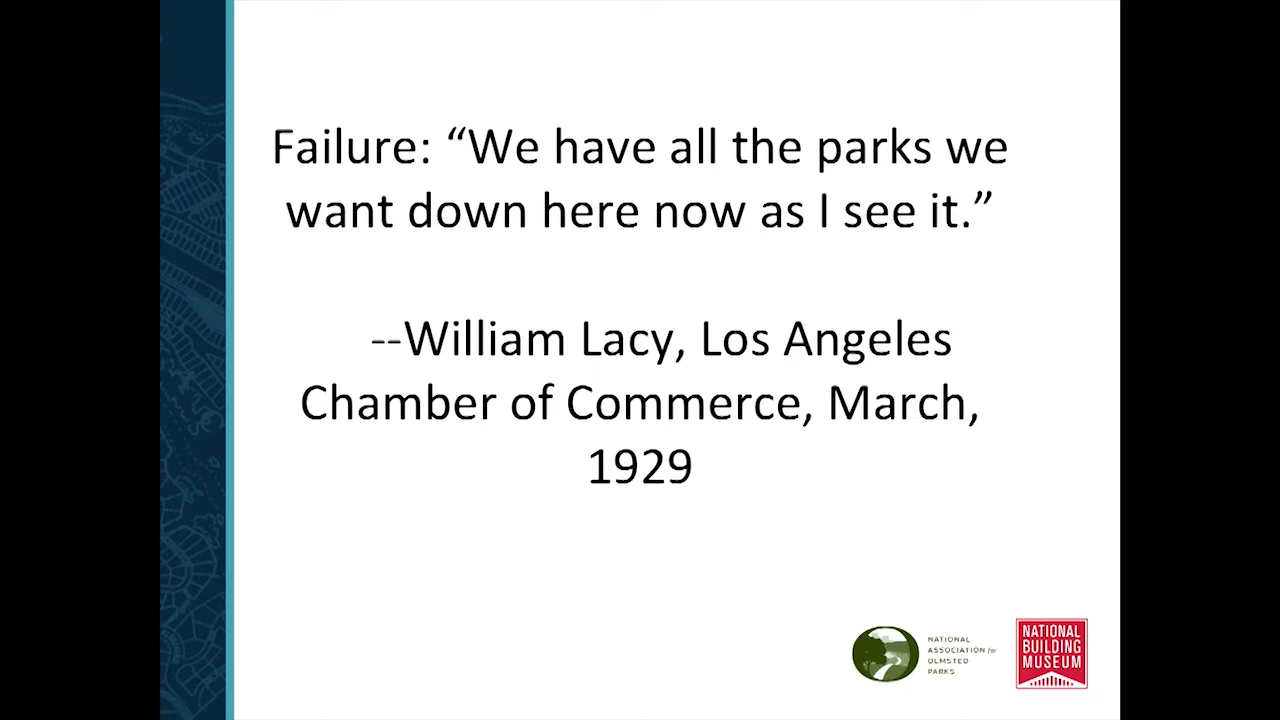 Failure: “We have all the parks we
want down here now as I see it.”
--William Lacy, Los Angeles
Chamber of Commerce, March,
1929
NATIONAL
ASSOCIATION for
OLMSTED
PARKS
NATIONAL
BUILDING
MUSEUM